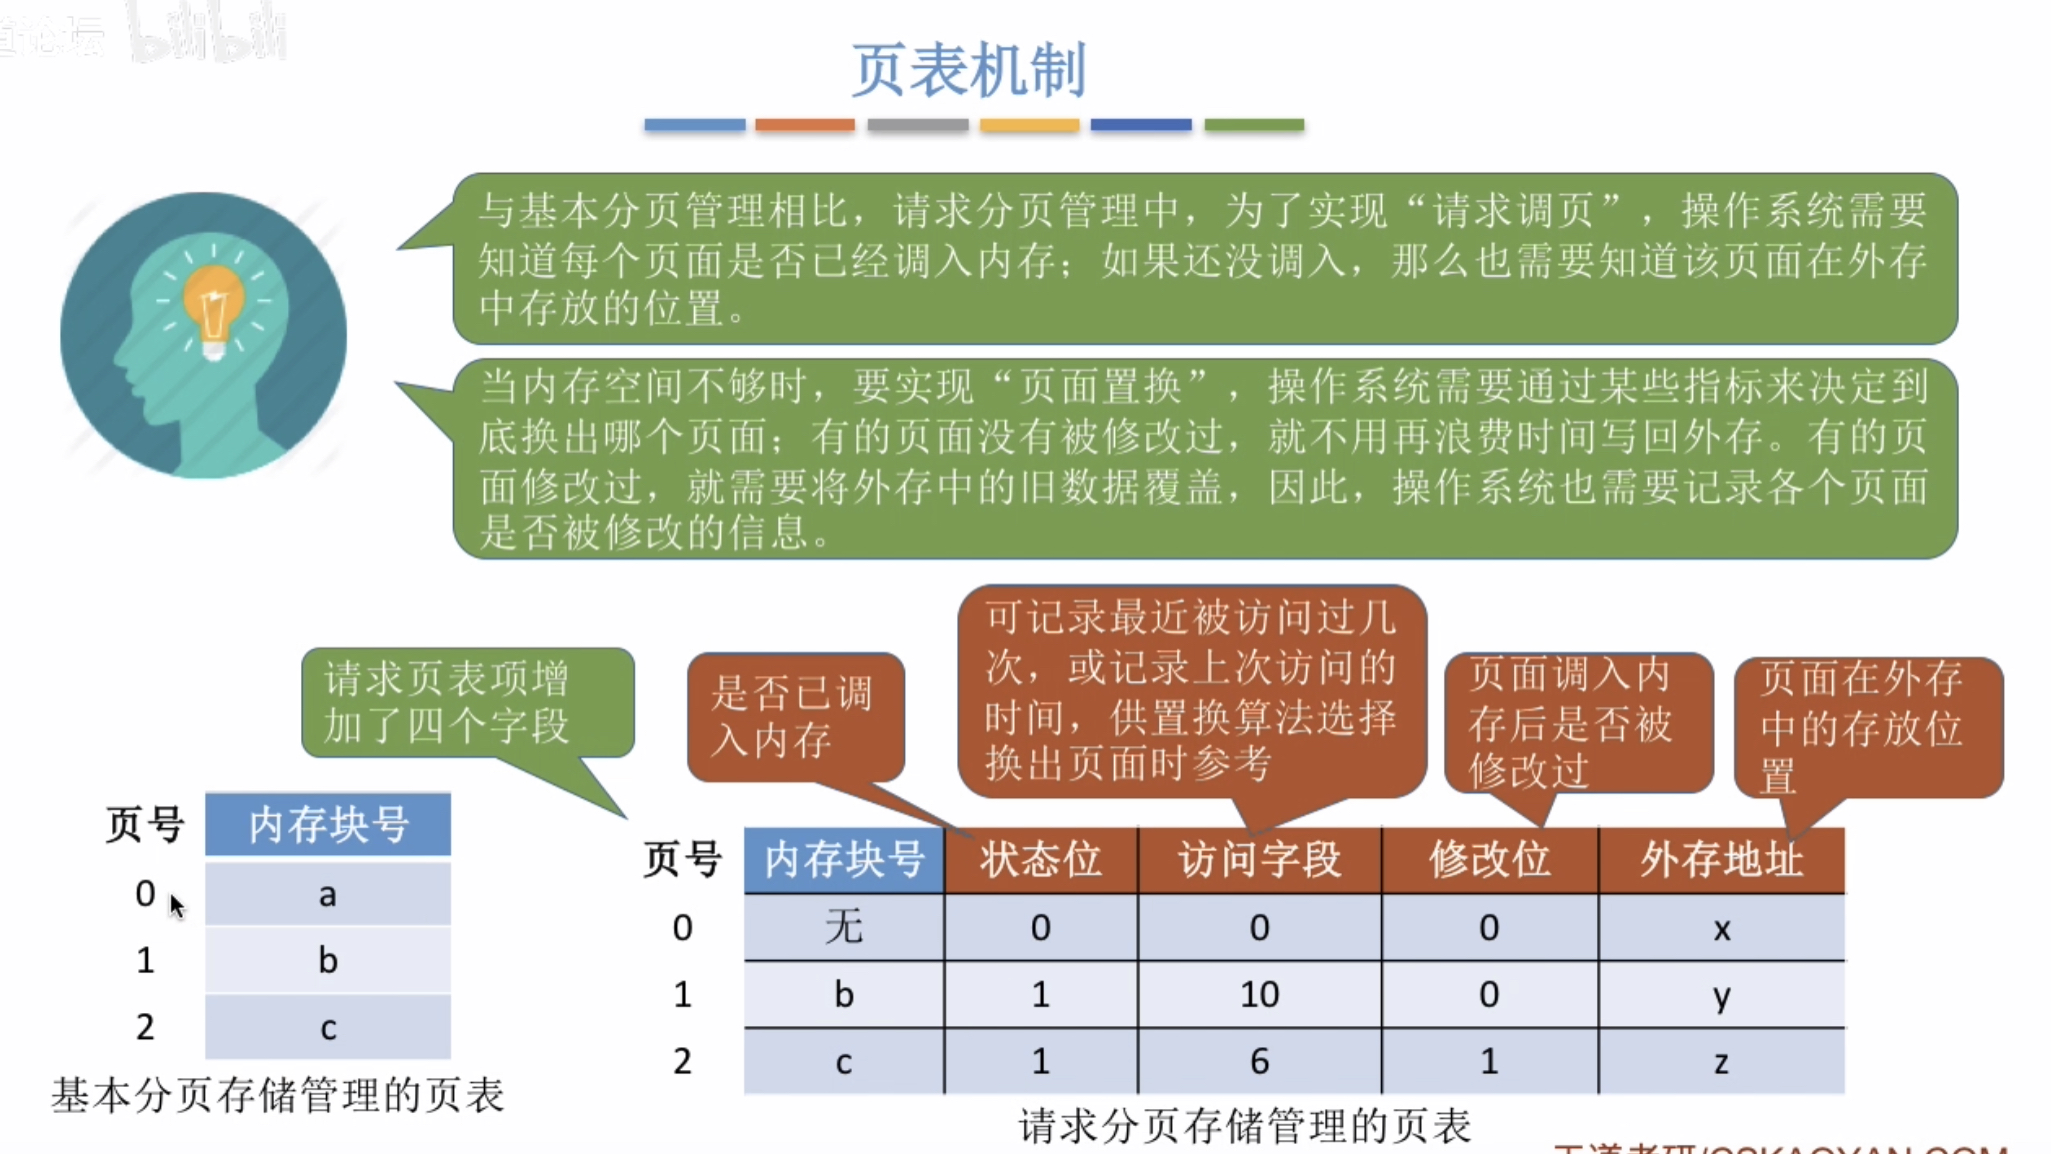 道论坛 bilibili
页表机制
与基本分页管理相比，请求分页管理中，为了实现“请求调页”，操作系统需要
知道每个页面是否已经调入内存；如果还没调入，那么也需要知道该页面在外存
中存放的位置。
当内存空间不够时，要实现“页面置换”，操作系统需要通过某些指标来决定到
底换出哪个页面；有的页面没有被修改过，就不用再浪费时间写回外存。有的页
面修改过，就需要将外存中的旧数据覆盖，因此，操作系统也需要记录各个页面
是否被修改的信息。
请求页表项增
加了四个字段
是否已调
入内存
可记录最近被访问过几
次，或记录上次访问的
时间，供置换算法选择
换出页面时参考
页面调入内
存后是否被
修改过
页面在外存
中的存放位
置
页号 内存块号
0 a
1 b
2 c
基本分页存储管理的页表
页号 内存块号 状态位 访问字段 修改位 外存地址
0 无 0 0 0 x
1 b 1 10 0 y
2 c 1 6 1 z
请求分页存储管理的页表
王道考研/CSKAOYAN.COM